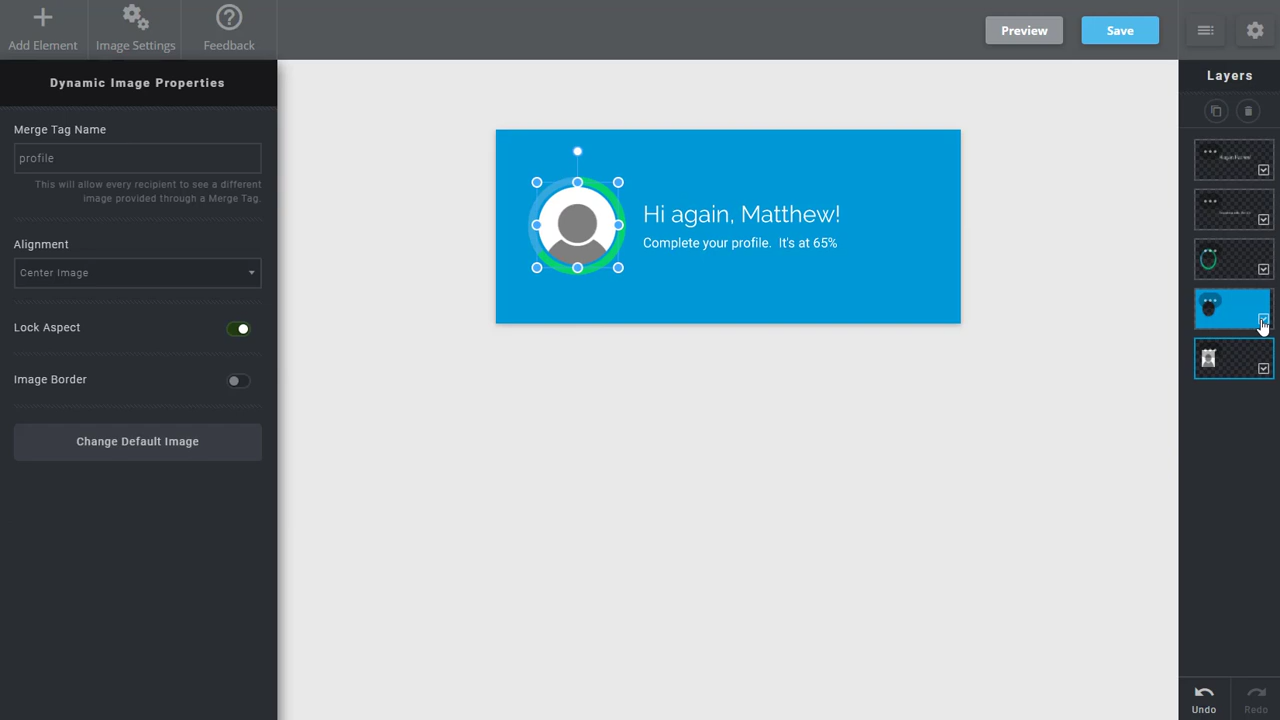 Add Element
Image Settings
Feedback
Preview
Save
Dynamic Image Properties
Layers
Merge Tag Name
profile
This will allow every recipient to see a different
image provided through a Merge Tag.
Alignment
Center Image
Lock Aspect
Image Border
Change Default Image
Hi again, Matthew!
Complete your profile. It's at 65%
Undo
Redo